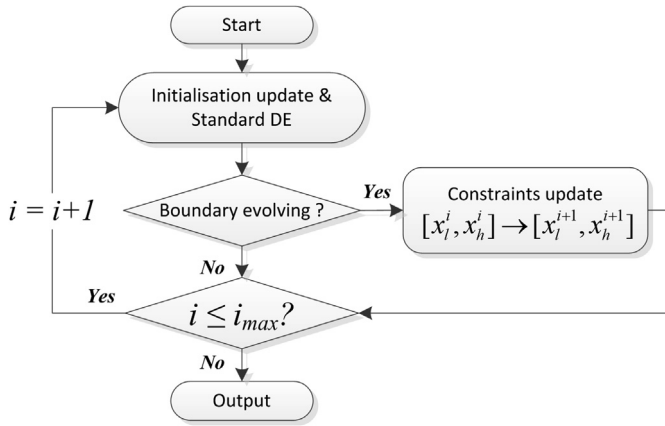 Start
Initialisation update &
Standard DE
Boundary evolving ?
Yes
Constraints update
[x_l^i, x_h^i] → [x_l^{i+1}, x_h^{i+1}]
i = i+1
No
Yes
i ≤ i_max?
No
Output